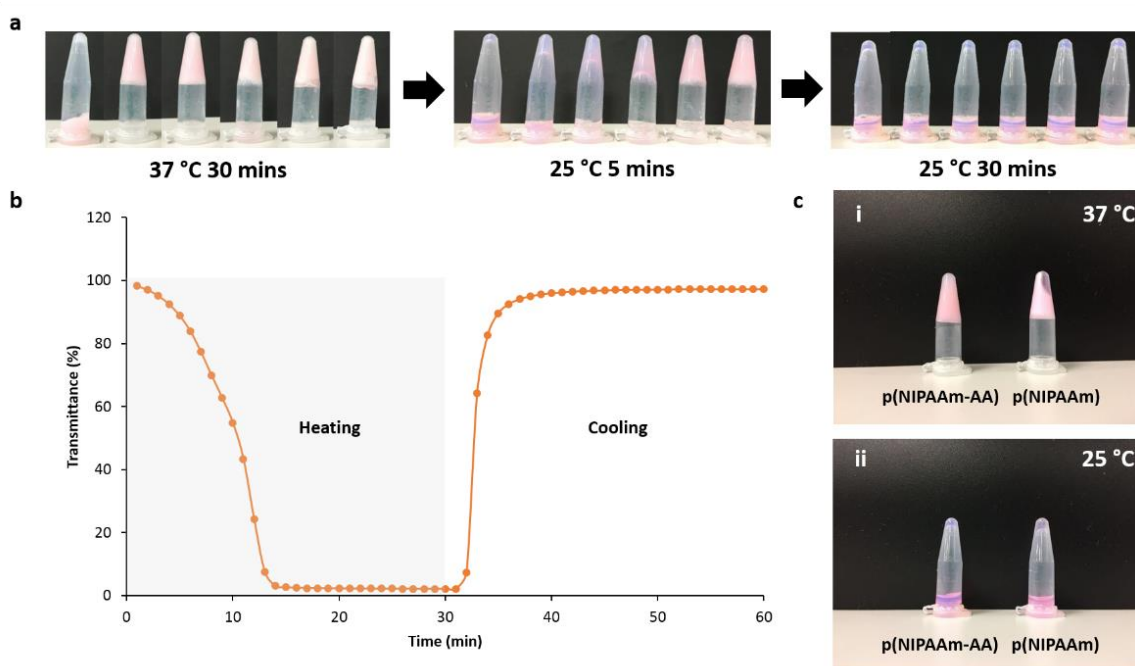 a
37 °C 30 mins
25 °C 5 mins
25 °C 30 mins
b
120
100
80
60
40
20
0
Transmittance (%)
Heating
Cooling
0
10
20
30
40
50
60
Time (min)
c
i
37 °C
p(NIPAAm-AA)
p(NIPAAm)
ii
25 °C
p(NIPAAm-AA)
p(NIPAAm)